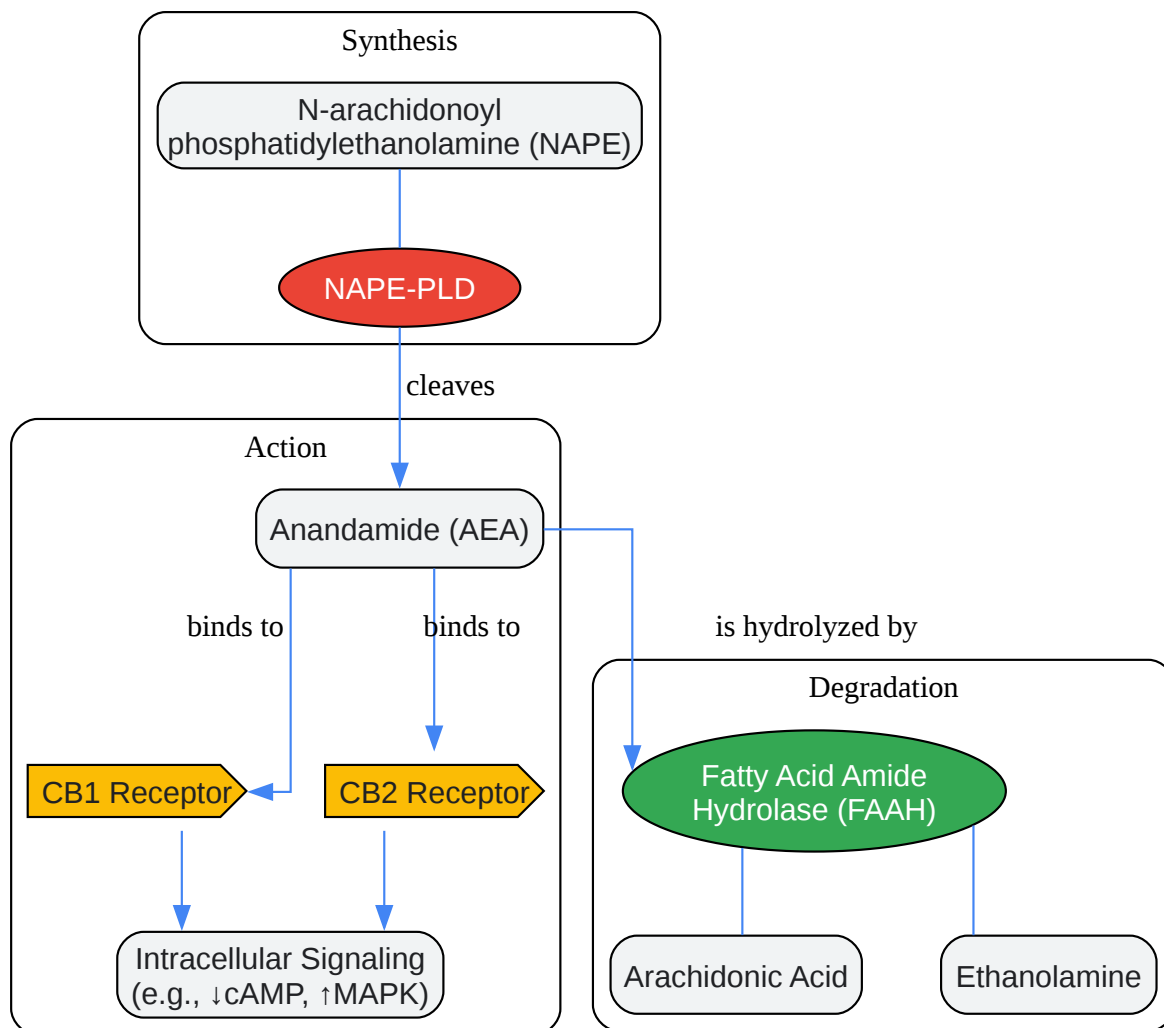 Synthesis
N-arachidonoyl
phosphatidylethanolamine (NAPE)
NAPE-PLD
cleaves
Action
Anandamide (AEA)
binds to
binds to
is hydrolyzed by
Degradation
CB1 Receptor
CB2 Receptor
Fatty Acid Amide
Hydrolase (FAAH)
Intracellular Signaling
(e.g., ↓cAMP, ↑MAPK)
Arachidonic Acid
Ethanolamine